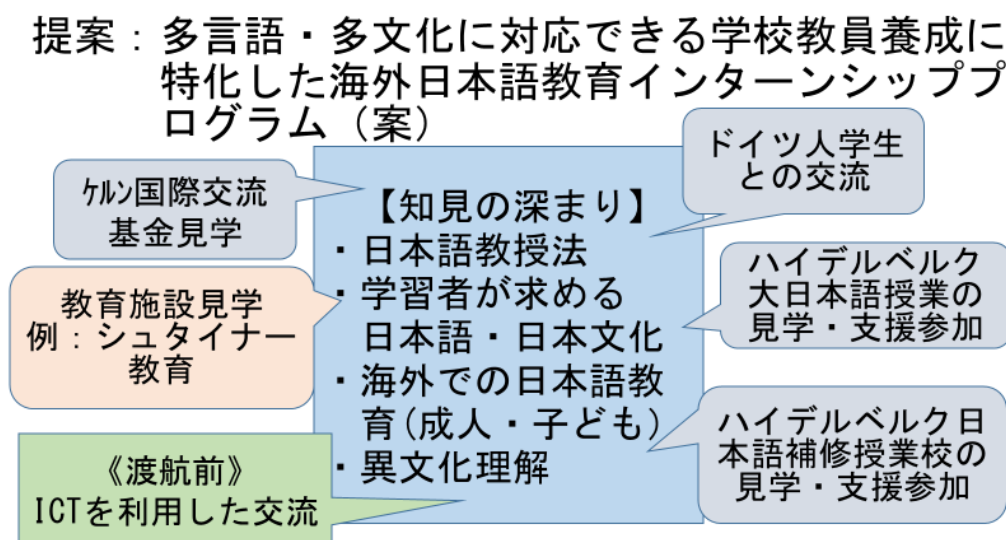 提案：多言語・多文化に対応できる学校教員養成に
特化した海外日本語教育インターンシッププ
ログラム（案）
ｹﾙﾝ国際交流
基金見学
ドイツ人学生
との交流
【知見の深まり】
・日本語教授法
・学習者が求める
日本語・日本文化
・海外での日本語教
育(成人・子ども)
・異文化理解
教育施設見学
例：シュタイナー
教育
ハイデルベルク
大日本語授業の
見学・支援参加
ハイデルベルク日
本語補修授業校の
見学・支援参加
《渡航前》
ICTを利用した交流